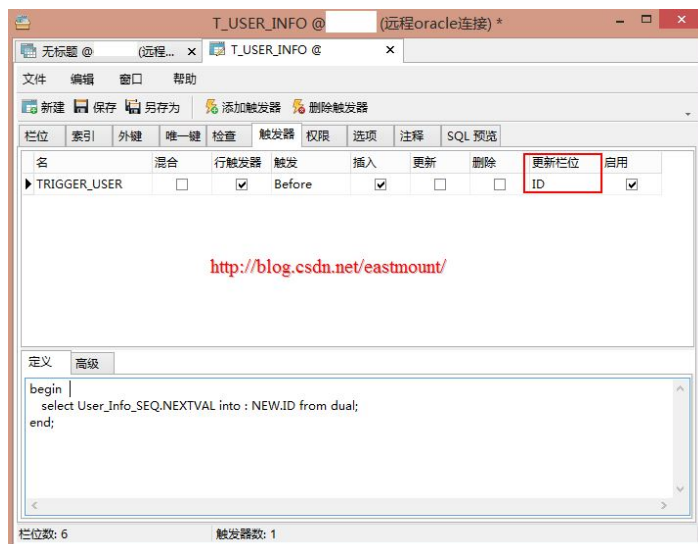 T_USER_INFO @ (远程oracle连接) *
无标题 @ (远程... x T_USER_INFO @ x
文件 编辑 窗口 帮助
新建 保存 另存为 添加触发器 删除触发器
栏位 索引 外键 唯一键 检查 触发器 权限 选项 注释 SQL 预览
名 混合 行触发器 触发 插入 更新 删除 更新栏位 启用
TRIGGER_USER Before ID
http://blog.csdn.net/eastmount/
定义 高级
begin
select User_Info_SEQ.NEXTVAL into : NEW.ID from dual;
end;
栏位数: 6 触发器数: 1